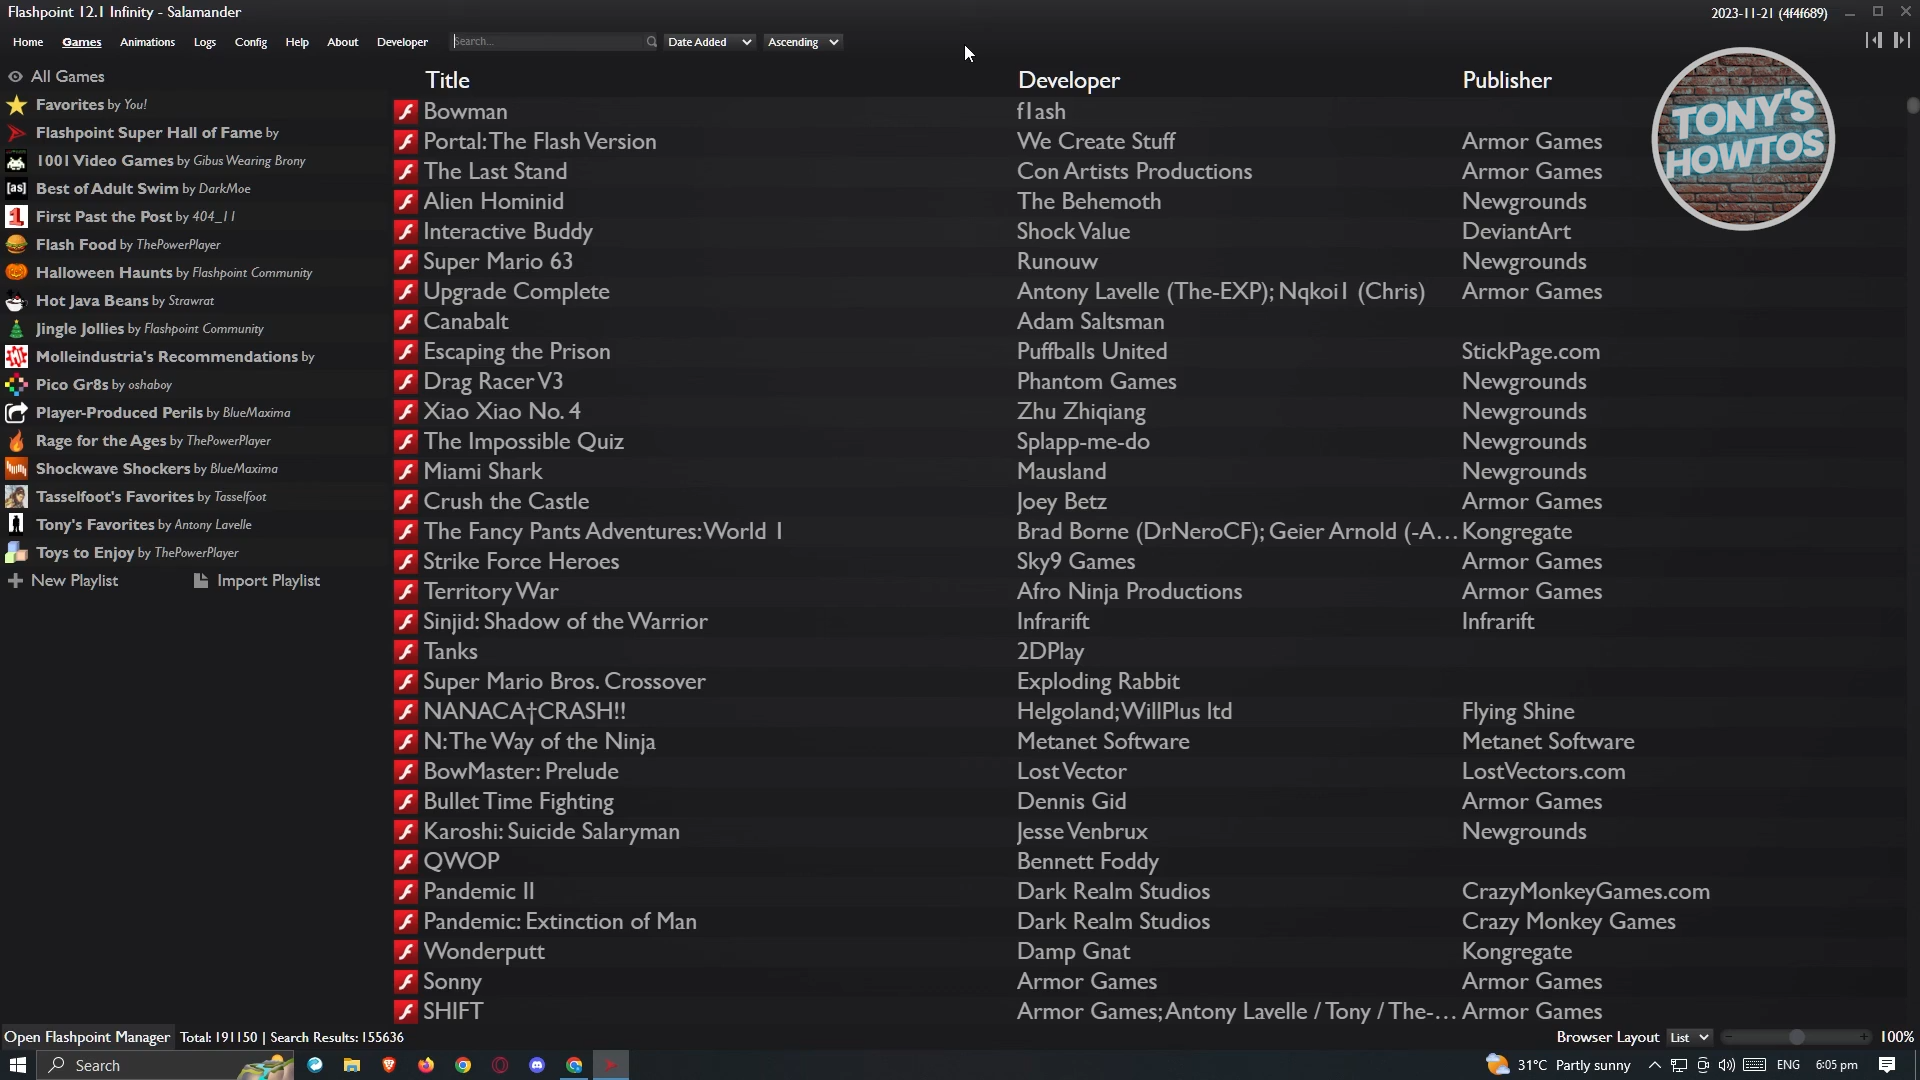 Flashpoint 12.1 Infinity - Salamander
2023-11-21 (4f4f689)
Home Games Animations Logs Config Help About Developer Search... Date Added Ascending
All Games
Favorites by You!
Flashpoint Super Hall of Fame by
1001 Video Games by Gibus Wearing Brony
[as] Best of Adult Swim by DarkMoe
1 First Past the Post by 404_11
Flash Food by ThePowerPlayer
Halloween Haunts by Flashpoint Community
Hot Java Beans by Strawrat
Jingle Jollies by Flashpoint Community
Molleindustria's Recommendations by
Pico Gr8s by oshaboy
Player-Produced Perils by BlueMaxima
Rage for the Ages by ThePowerPlayer
Shockwave Shockers by BlueMaxima
Tasselfoot's Favorites by Tasselfoot
Tony's Favorites by Antony Lavelle
Toys to Enjoy by ThePowerPlayer
New Playlist Import Playlist
Title Developer Publisher
Bowman f1ash
Portal: The Flash Version We Create Stuff Armor Games
The Last Stand Con Artists Productions Armor Games
Alien Hominid The Behemoth Newgrounds
Interactive Buddy Shock Value DeviantArt
Super Mario 63 Runouw Newgrounds
Upgrade Complete Antony Lavelle (The-EXP); Nqkoi1 (Chris) Armor Games
Canabalt Adam Saltsman
Escaping the Prison Puffballs United StickPage.com
Drag Racer V3 Phantom Games Newgrounds
Xiao Xiao No. 4 Zhu Zhiqiang Newgrounds
The Impossible Quiz Splapp-me-do Newgrounds
Miami Shark Mausland Newgrounds
Crush the Castle Joey Betz Armor Games
The Fancy Pants Adventures: World 1 Brad Borne (DrNeroCF); Geier Arnold (-A... Kongregate
Strike Force Heroes Sky9 Games Armor Games
Territory War Afro Ninja Productions Armor Games
Sinjid: Shadow of the Warrior Infrarift Infrarift
Tanks 2DPlay
Super Mario Bros. Crossover Exploding Rabbit
NANACA†CRASH!! Helgoland; WillPlus ltd Flying Shine
N: The Way of the Ninja Metanet Software Metanet Software
BowMaster: Prelude Lost Vector LostVectors.com
Bullet Time Fighting Dennis Gid Armor Games
Karoshi: Suicide Salaryman Jesse Venbrux Newgrounds
QWOP Bennett Foddy
Pandemic II Dark Realm Studios CrazyMonkeyGames.com
Pandemic: Extinction of Man Dark Realm Studios Crazy Monkey Games
Wonderputt Damp Gnat Kongregate
Sonny Armor Games Armor Games
SHIFT Armor Games; Antony Lavelle / Tony / The-... Armor Games
TONY'S
HOWTOS
Open Flashpoint Manager Total: 191150 | Search Results: 155636
Browser Layout List 100%
Search
31°C Partly sunny ENG 6:05 pm